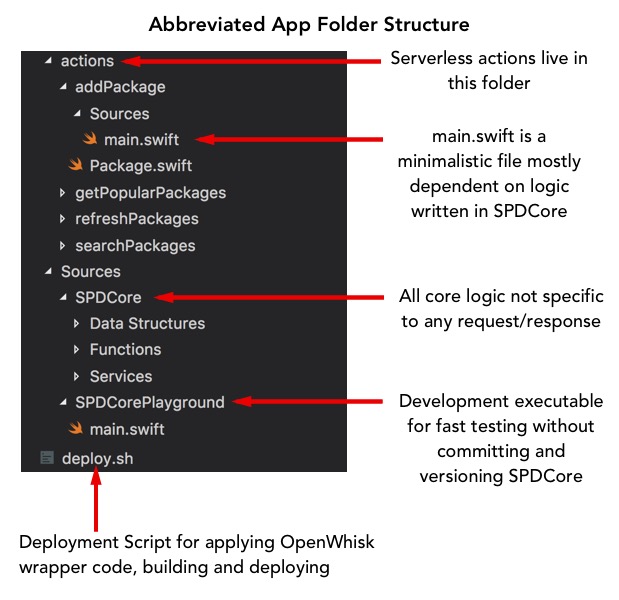 Abbreviated App Folder Structure
actions
Serverless actions live in
this folder
addPackage
Sources
main.swift
main.swift is a
minimalistic file mostly
dependent on logic
written in SPDCore
Package.swift
getPopularPackages
refreshPackages
searchPackages
Sources
SPDCore
All core logic not specific
to any request/response
Data Structures
Functions
Services
SPDCorePlayground
Development executable
for fast testing without
committing and
versioning SPDCore
main.swift
deploy.sh
Deployment Script for applying OpenWhisk
wrapper code, building and deploying